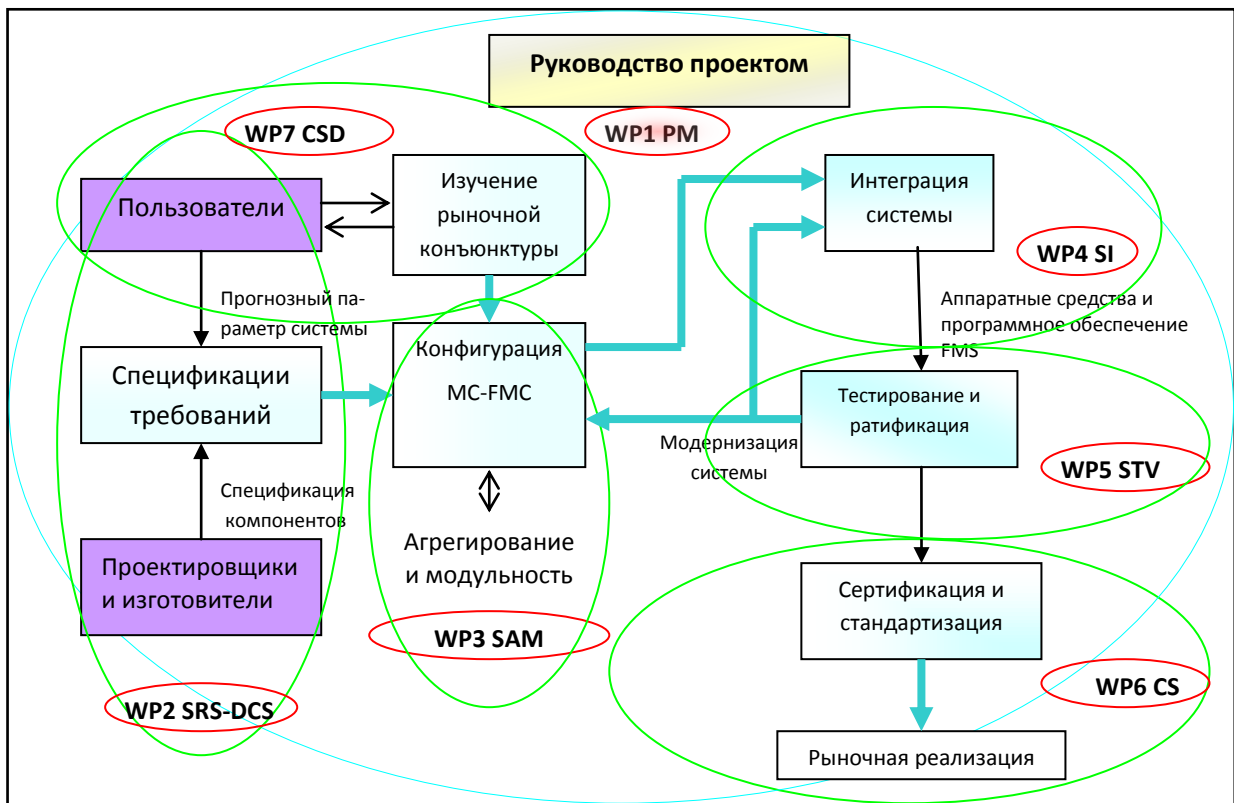 Руководство проектом
WP7 CSD
WP1 PM
Пользователи
Изучение
рыночной
конъюнктуры
Интеграция
системы
WP4 SI
Прогнозный па-
раметр системы
Аппаратные средства и
программное обеспечение
FMS
Спецификации
требований
Конфигурация
MC-FMC
Тестирование и
ратификация
Модернизация
системы
WP5 STV
Спецификация
компонентов
Проектировщики
и изготовители
Агрегирование
и модульность
WP3 SAM
Сертификация и
стандартизация
WP6 CS
WP2 SRS-DCS
Рыночная реализация